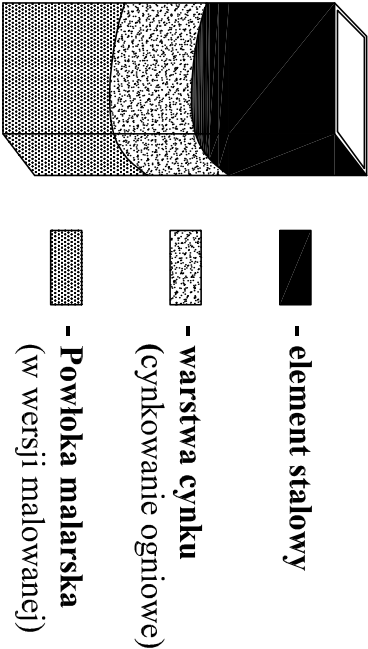 - element stalowy
- warstwa cynku
(cynkowanie ogniowe)
- Powłoka malarska
(w wersji malowanej)